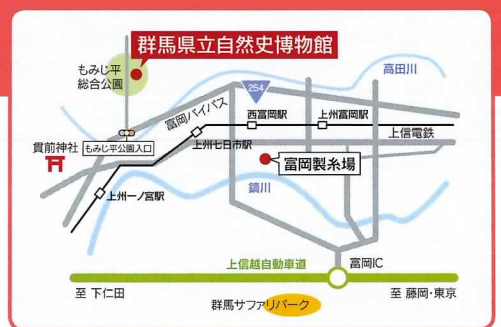 群馬県立自然史博物館
もみじ平
総合公園
高田川
254
富岡バイパス
西富岡駅
上州富岡駅
上信電鉄
貫前神社
もみじ平公園入口
上州七日市駅
富岡製糸場
鏑川
上州一ノ宮駅
上信越自動車道
富岡IC
至 下仁田
至 藤岡・東京
群馬サファリパーク